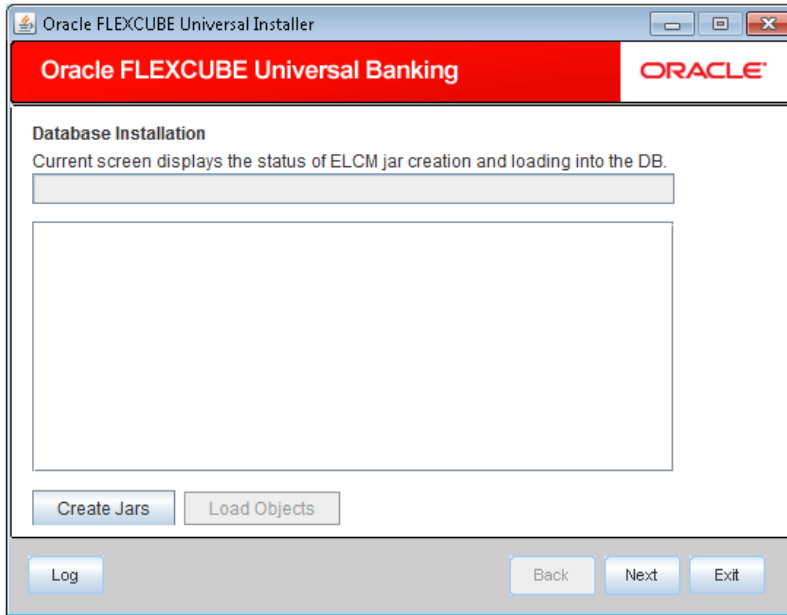 Oracle FLEXCUBE Universal Installer
Oracle FLEXCUBE Universal Banking
ORACLE
Database Installation
Current screen displays the status of ELCM jar creation and loading into the DB.
Create Jars
Load Objects
Log
Back
Next
Exit